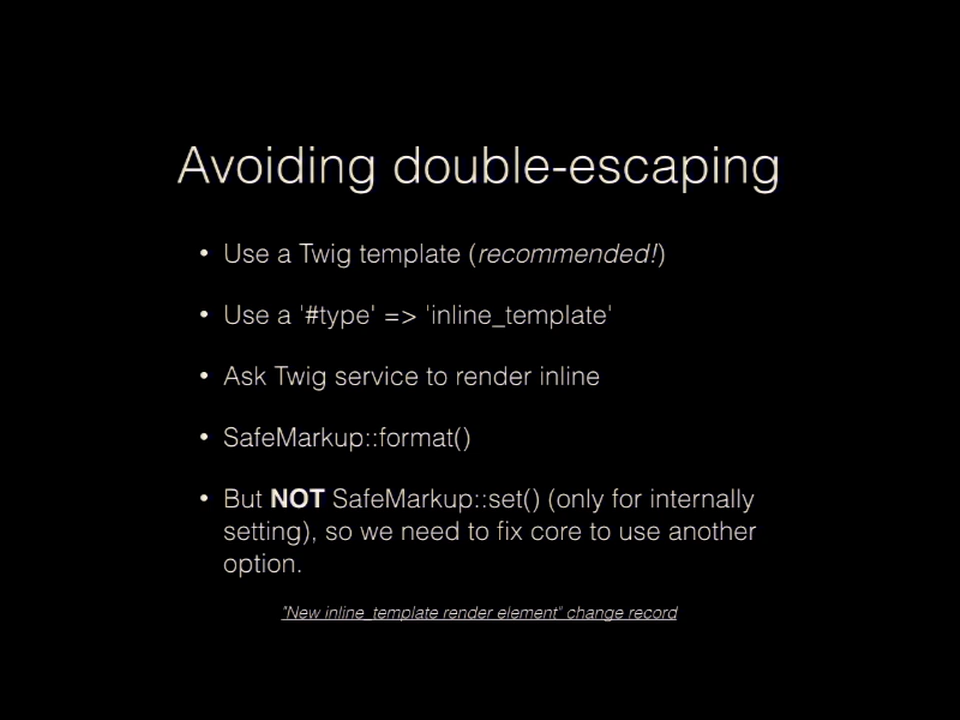 Avoiding double-escaping
• Use a Twig template (recommended!)
• Use a '#type' => 'inline_template'
• Ask Twig service to render inline
• SafeMarkup::format()
• But NOT SafeMarkup::set() (only for internally
setting), so we need to fix core to use another
option.
"New inline_template render element" change record